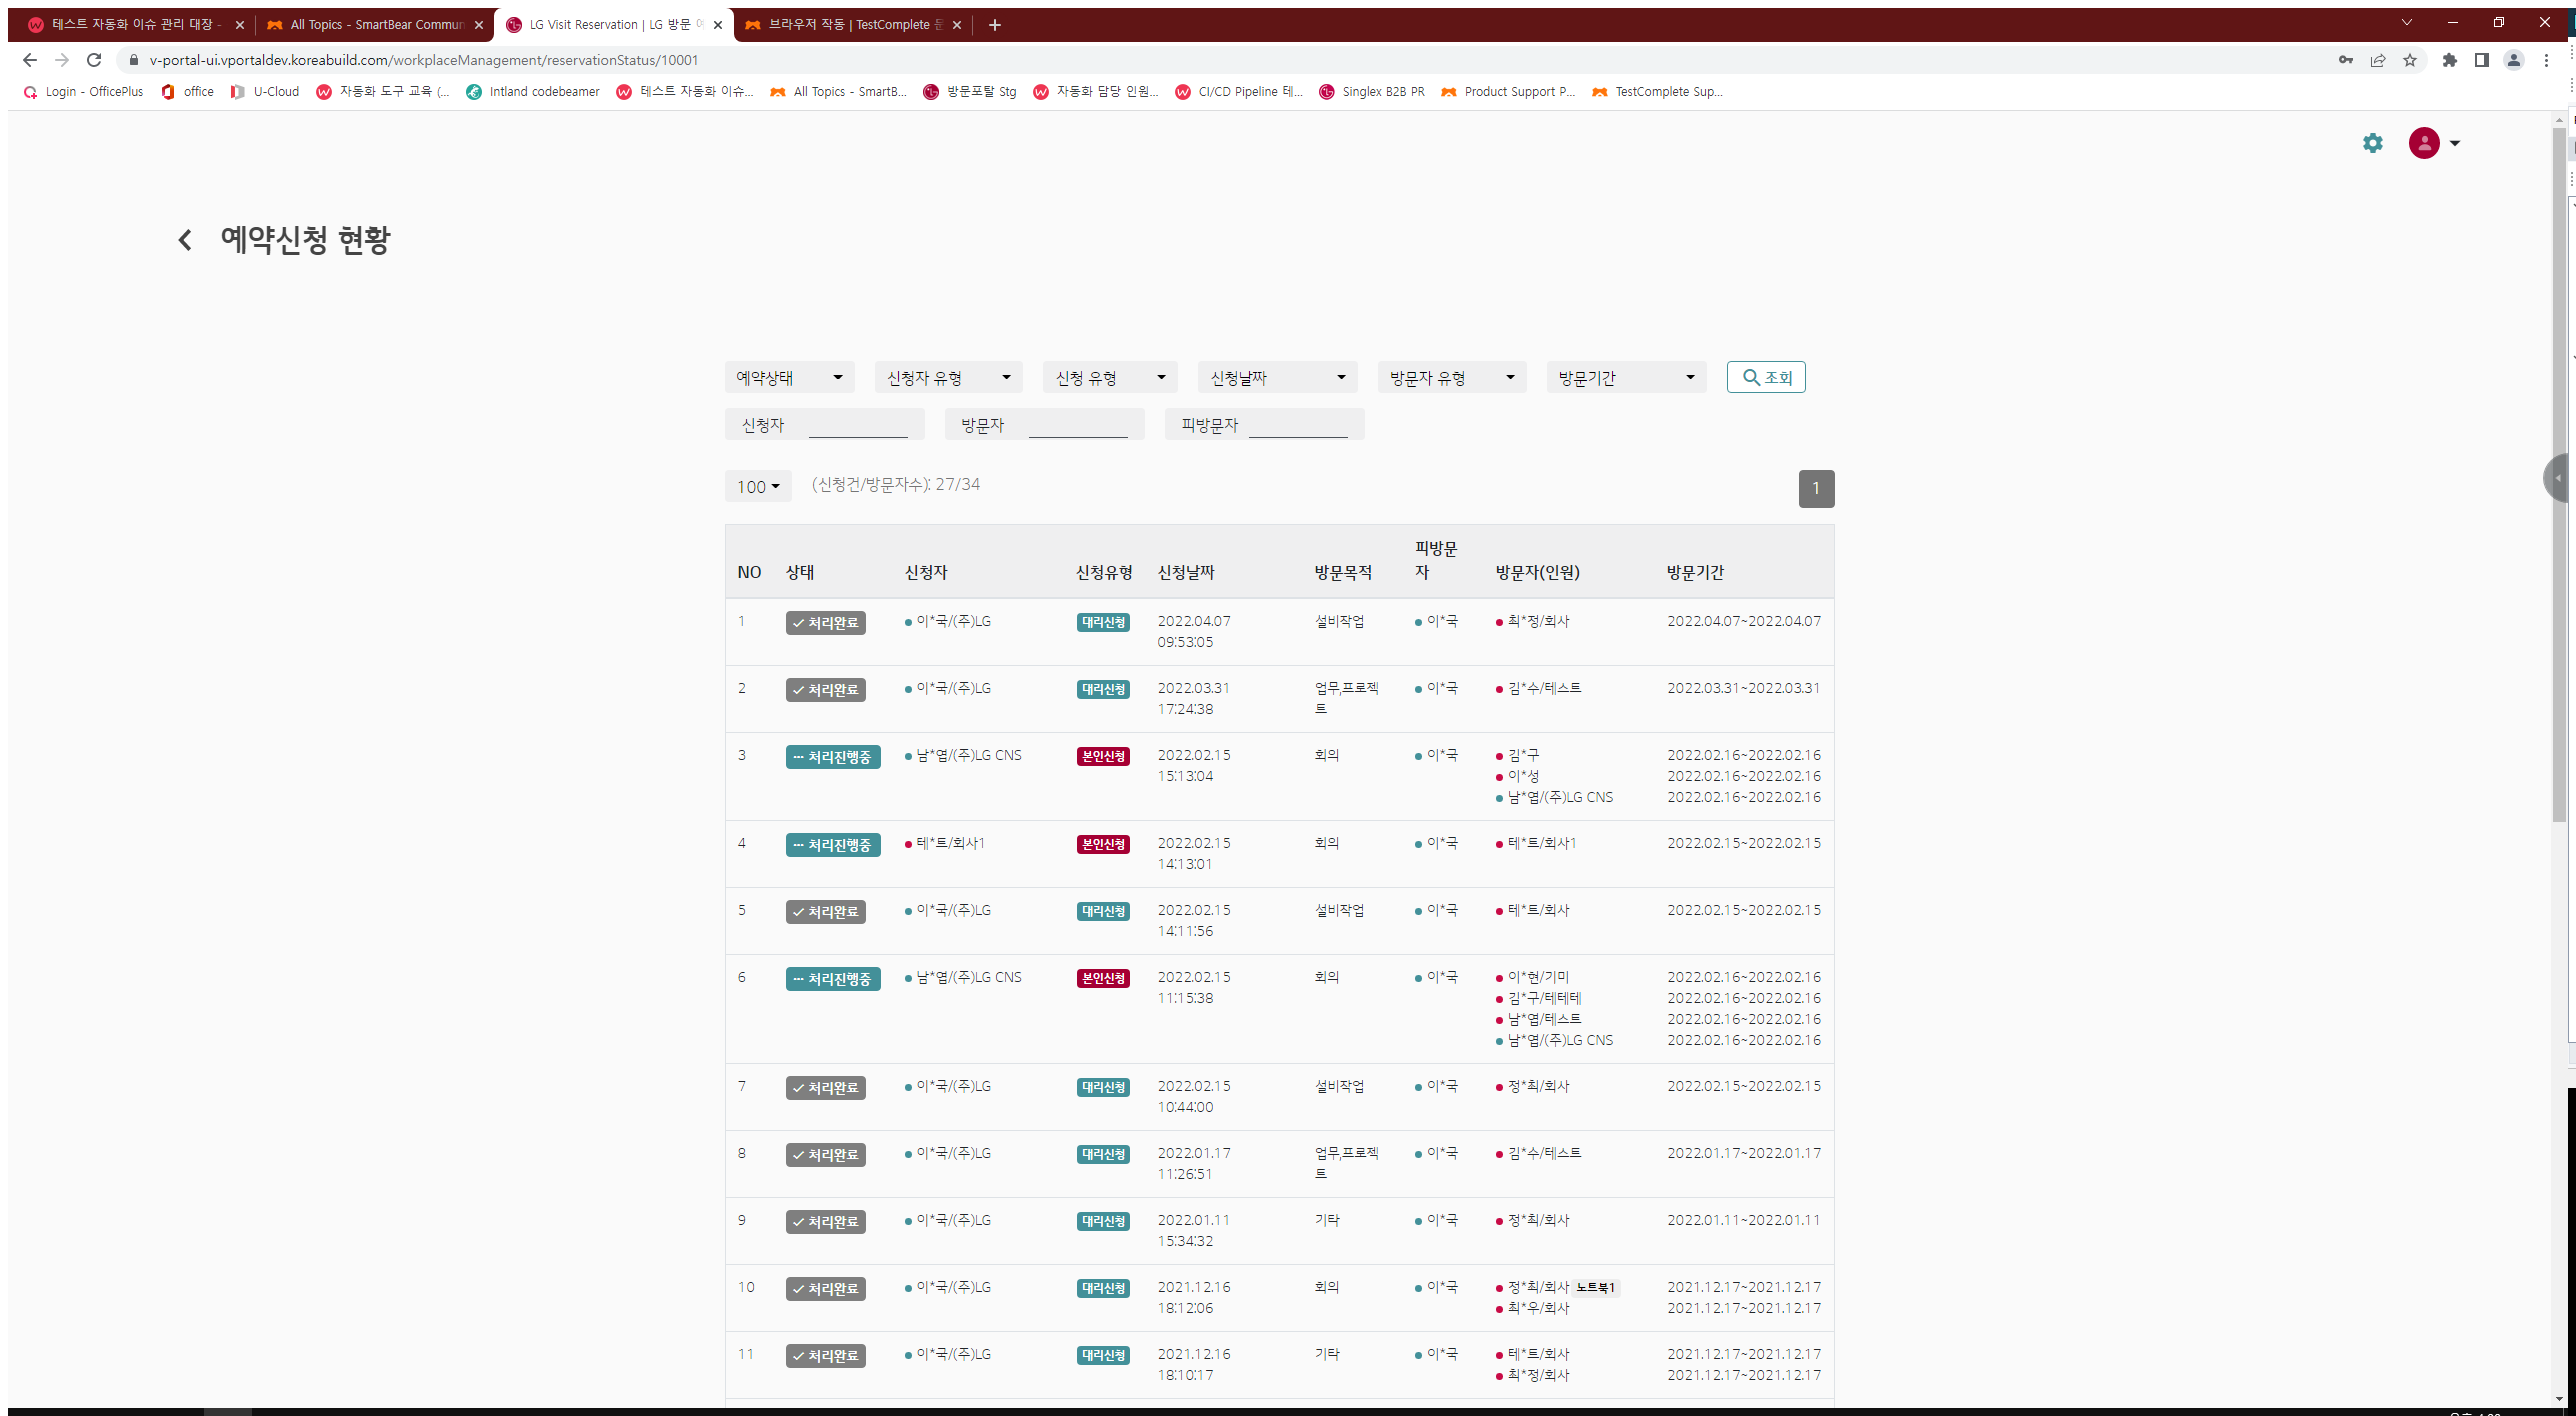 테스트 자동화 이슈 관리 대장 -
All Topics - SmartBear Commun
LG Visit Reservation | LG 방문 예
브라우저 작동 | TestComplete 문
v-portal-ui.vportaldev.koreabuild.com/workplaceManagement/reservationStatus/10001
Login - OfficePlus office U-Cloud 자동화 도구 교육 (... Intland codebeamer 테스트 자동화 이슈... All Topics - SmartB... 방문포탈 Stg 자동화 담당 인원... CI/CD Pipeline 테... Singlex B2B PR Product Support P... TestComplete Sup...
예약신청 현황
예약상태 신청자 유형 신청 유형 신청날짜 방문자 유형 방문기간 조회
신청자 방문자 피방문자
100 (신청건/방문자수): 27/34 1
NO 상태 신청자 신청유형 신청날짜 방문목적 피방문자 방문자(인원) 방문기간
1 처리완료 이*국/(주)LG 대리신청 2022.04.07 설비작업 이*국 최*정/회사 2022.04.07~2022.04.07
09:53:05
2 처리완료 이*국/(주)LG 대리신청 2022.03.31 업무,프로젝 이*국 김*수/테스트 2022.03.31~2022.03.31
17:24:38 트
3 처리진행중 남*엽/(주)LG CNS 본인신청 2022.02.15 회의 이*국 김*구 2022.02.16~2022.02.16
15:13:04 이*성 2022.02.16~2022.02.16
남*엽/(주)LG CNS 2022.02.16~2022.02.16
4 처리진행중 테*트/회사1 본인신청 2022.02.15 회의 이*국 테*트/회사1 2022.02.15~2022.02.15
14:13:01
5 처리완료 이*국/(주)LG 대리신청 2022.02.15 설비작업 이*국 테*트/회사 2022.02.15~2022.02.15
14:11:56
6 처리진행중 남*엽/(주)LG CNS 본인신청 2022.02.15 회의 이*국 이*현/기미 2022.02.16~2022.02.16
11:15:38 김*구/테테테 2022.02.16~2022.02.16
남*엽/테스트 2022.02.16~2022.02.16
남*엽/(주)LG CNS 2022.02.16~2022.02.16
7 처리완료 이*국/(주)LG 대리신청 2022.02.15 설비작업 이*국 정*최/회사 2022.02.15~2022.02.15
10:44:00
8 처리완료 이*국/(주)LG 대리신청 2022.01.17 업무,프로젝 이*국 김*수/테스트 2022.01.17~2022.01.17
11:26:51 트
9 처리완료 이*국/(주)LG 대리신청 2022.01.11 기타 이*국 정*최/회사 2022.01.11~2022.01.11
15:34:32
10 처리완료 이*국/(주)LG 대리신청 2021.12.16 회의 이*국 정*최/회사 노트북1 2021.12.17~2021.12.17
18:12:06 최*우/회사 2021.12.17~2021.12.17
11 처리완료 이*국/(주)LG 대리신청 2021.12.16 기타 이*국 테*트/회사 2021.12.17~2021.12.17
18:10:17 최*정/회사 2021.12.17~2021.12.17